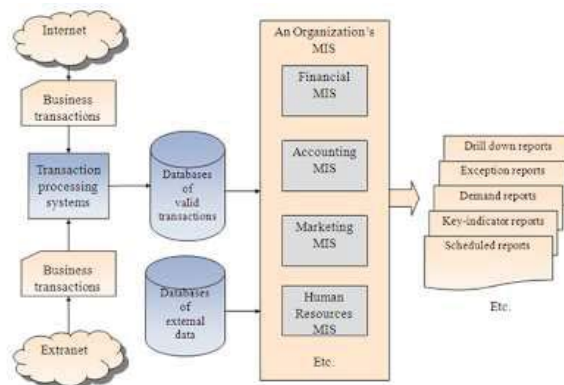 Internet
Business
transactions
Transaction
processing
systems
Business
transactions
Extranet
Databases
of
valid
transactions
Databases
of
external
data
An Organization's
MIS
Financial
MIS
Accounting
MIS
Marketing
MIS
Human
Resources
MIS
Etc.
Drill down reports
Exception reports
Demand reports
Key-indicator reports
Scheduled reports
Etc.